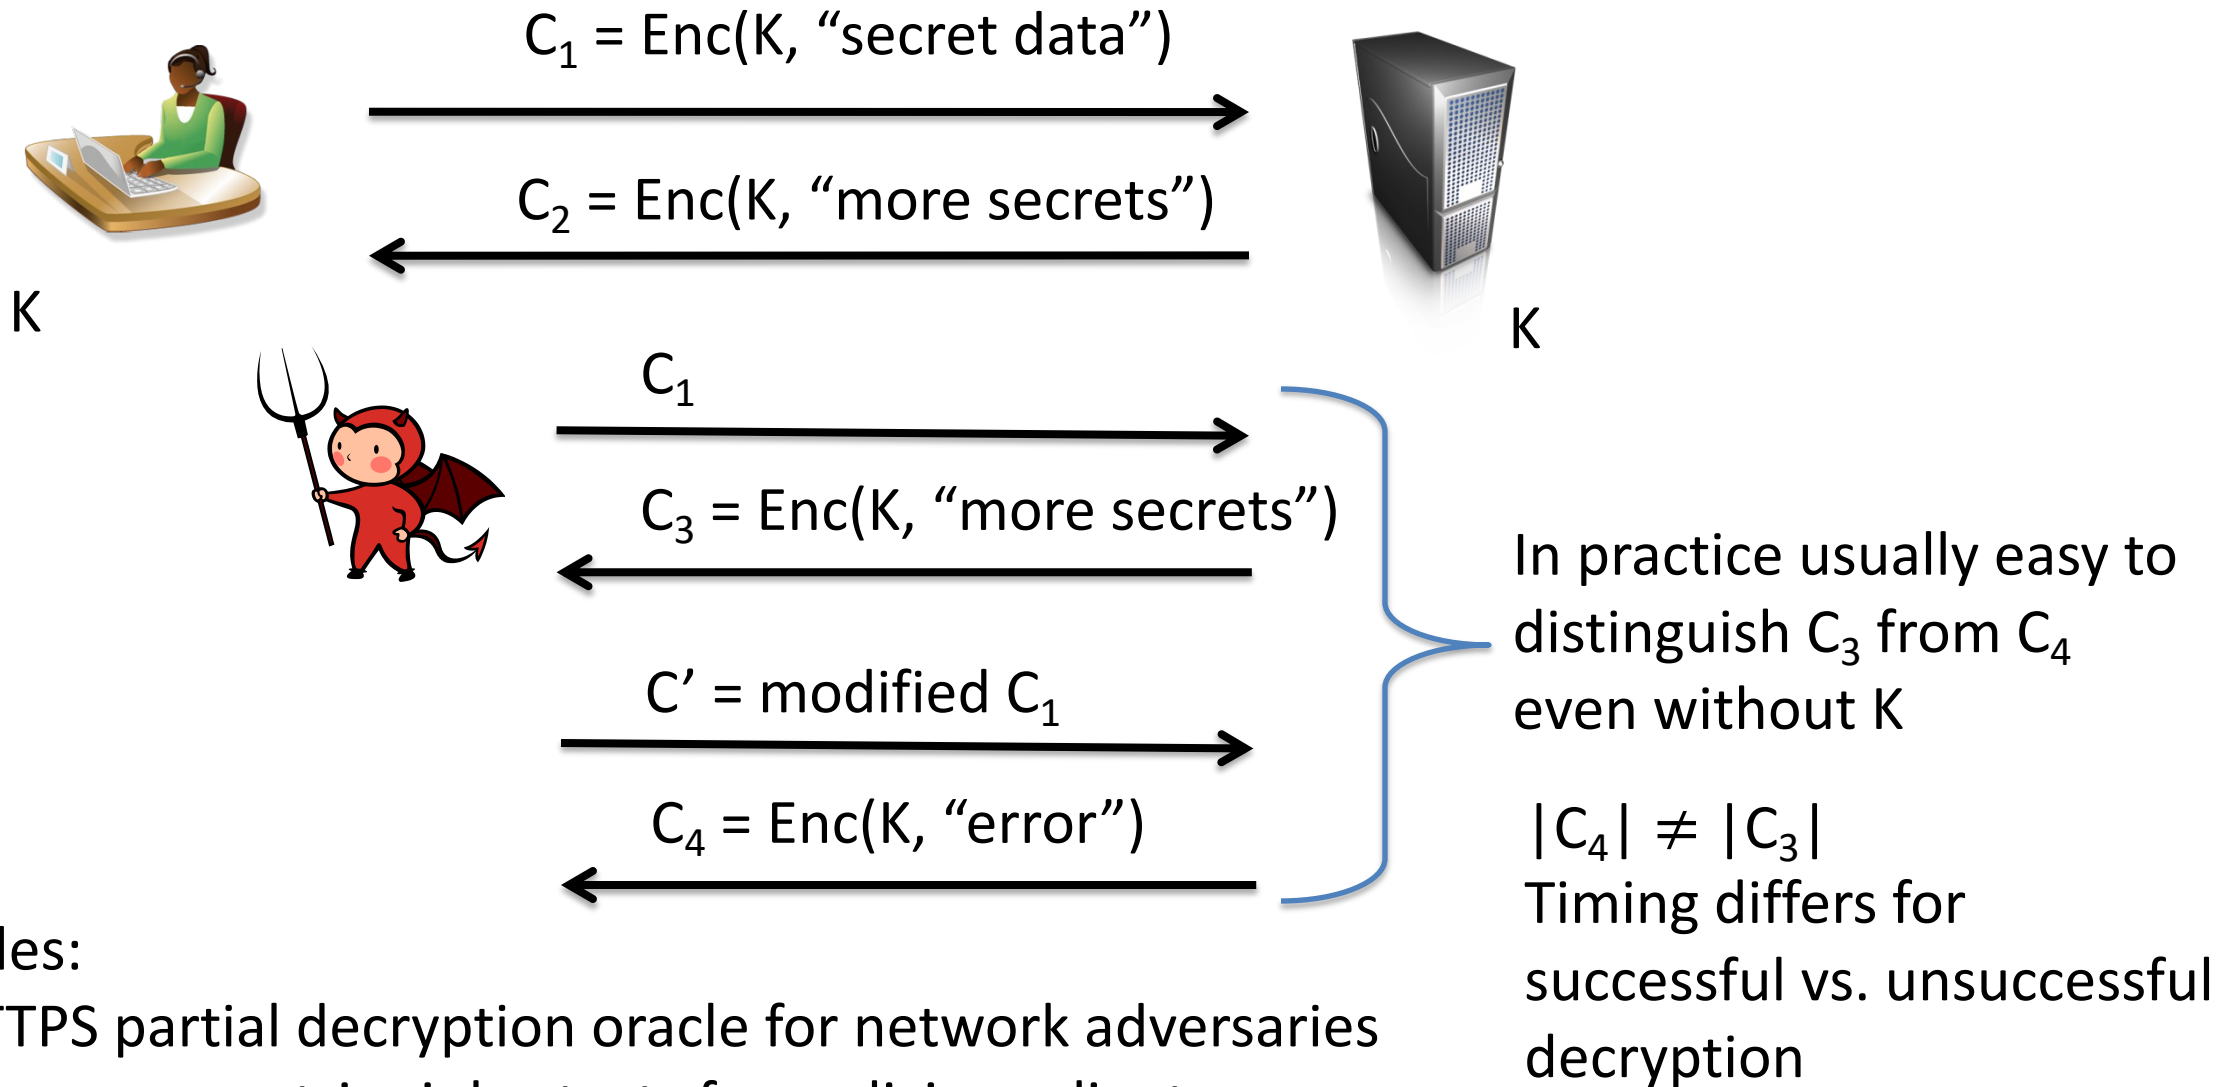 C₁ = Enc(K, “secret data”)
C₂ = Enc(K, “more secrets”)
K
K
C₁
C₃ = Enc(K, “more secrets”)
C’ = modified C₁
C₄ = Enc(K, “error”)
In practice usually easy to
distinguish C₃ from C₄
even without K
|C₄| ≠ |C₃|
Timing differs for
successful vs. unsuccessful
decryption
les:
TTPS partial decryption oracle for network adversaries